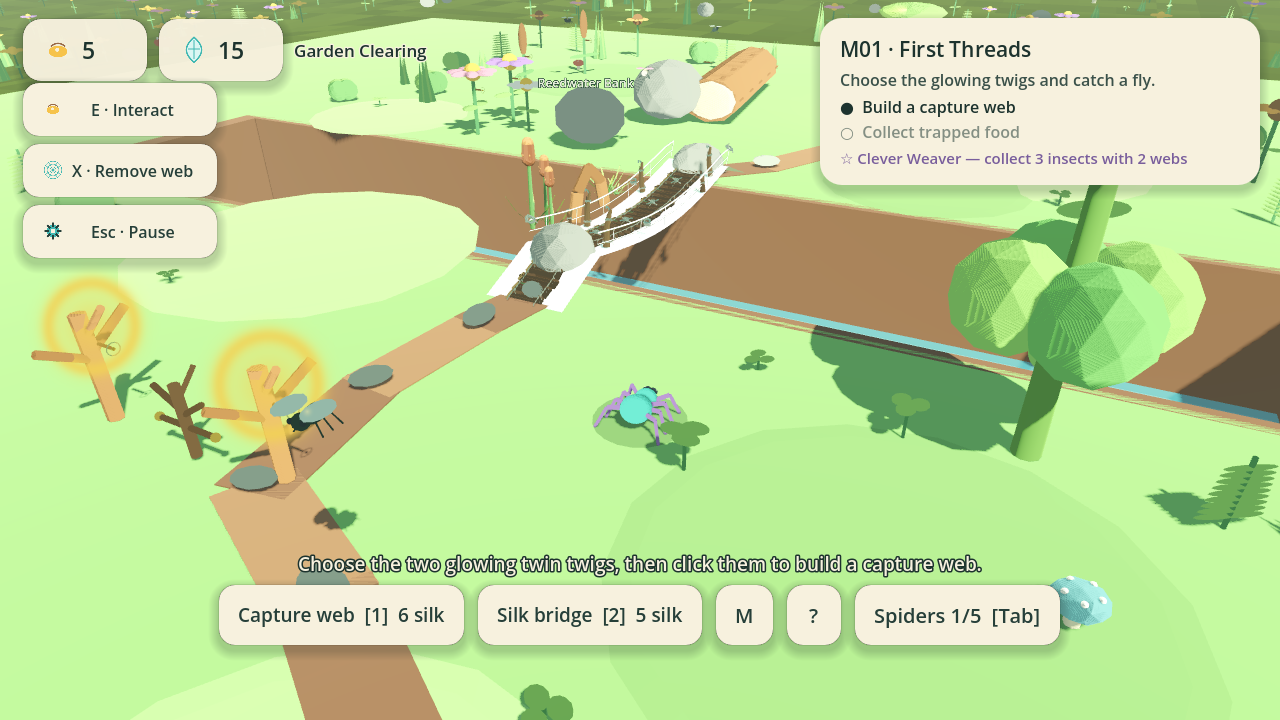 5
15
Garden Clearing
E · Interact
X · Remove web
Esc · Pause
Reedwater Bank
M01 · First Threads
Choose the glowing twigs and catch a fly.
● Build a capture web
○ Collect trapped food
☆ Clever Weaver — collect 3 insects with 2 webs
Choose the two glowing twin twigs, then click them to build a capture web.
Capture web [1] 6 silk
Silk bridge [2] 5 silk
M
?
Spiders 1/5 [Tab]